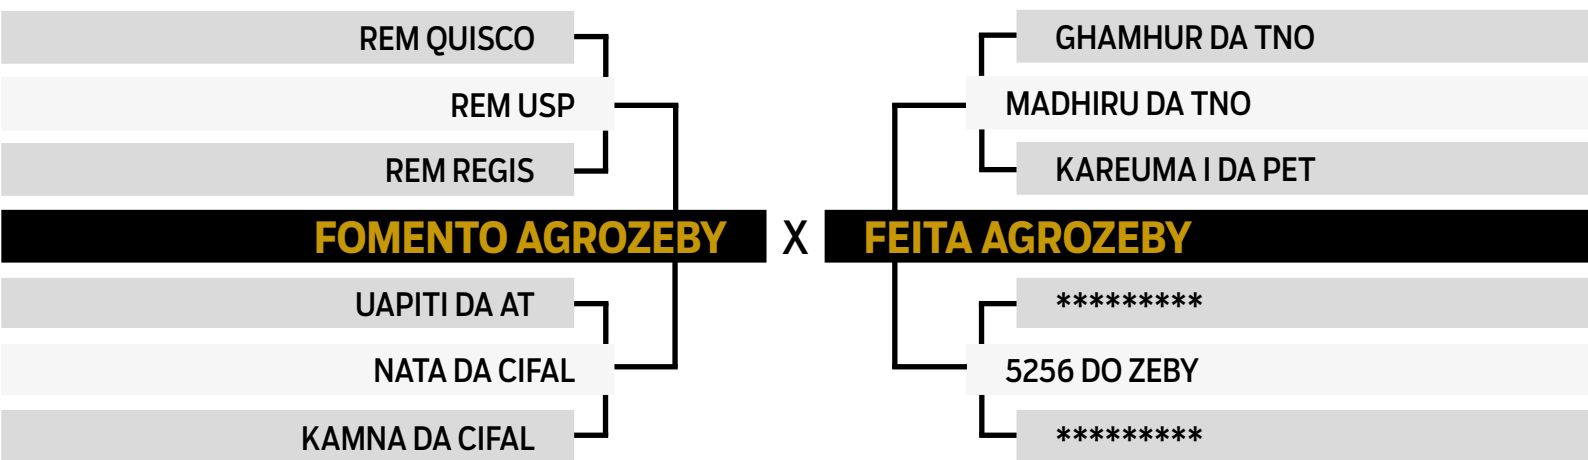 REM QUISCO
GHAMHUR DA TNO
REM USP
MADHIRU DA TNO
REM REGIS
KAREUMA I DA PET
FOMENTO AGROZEBY X FEITA AGROZEBY
UAPITI DA AT
*********
NATA DA CIFAL
5256 DO ZEBY
KAMNA DA CIFAL
*********